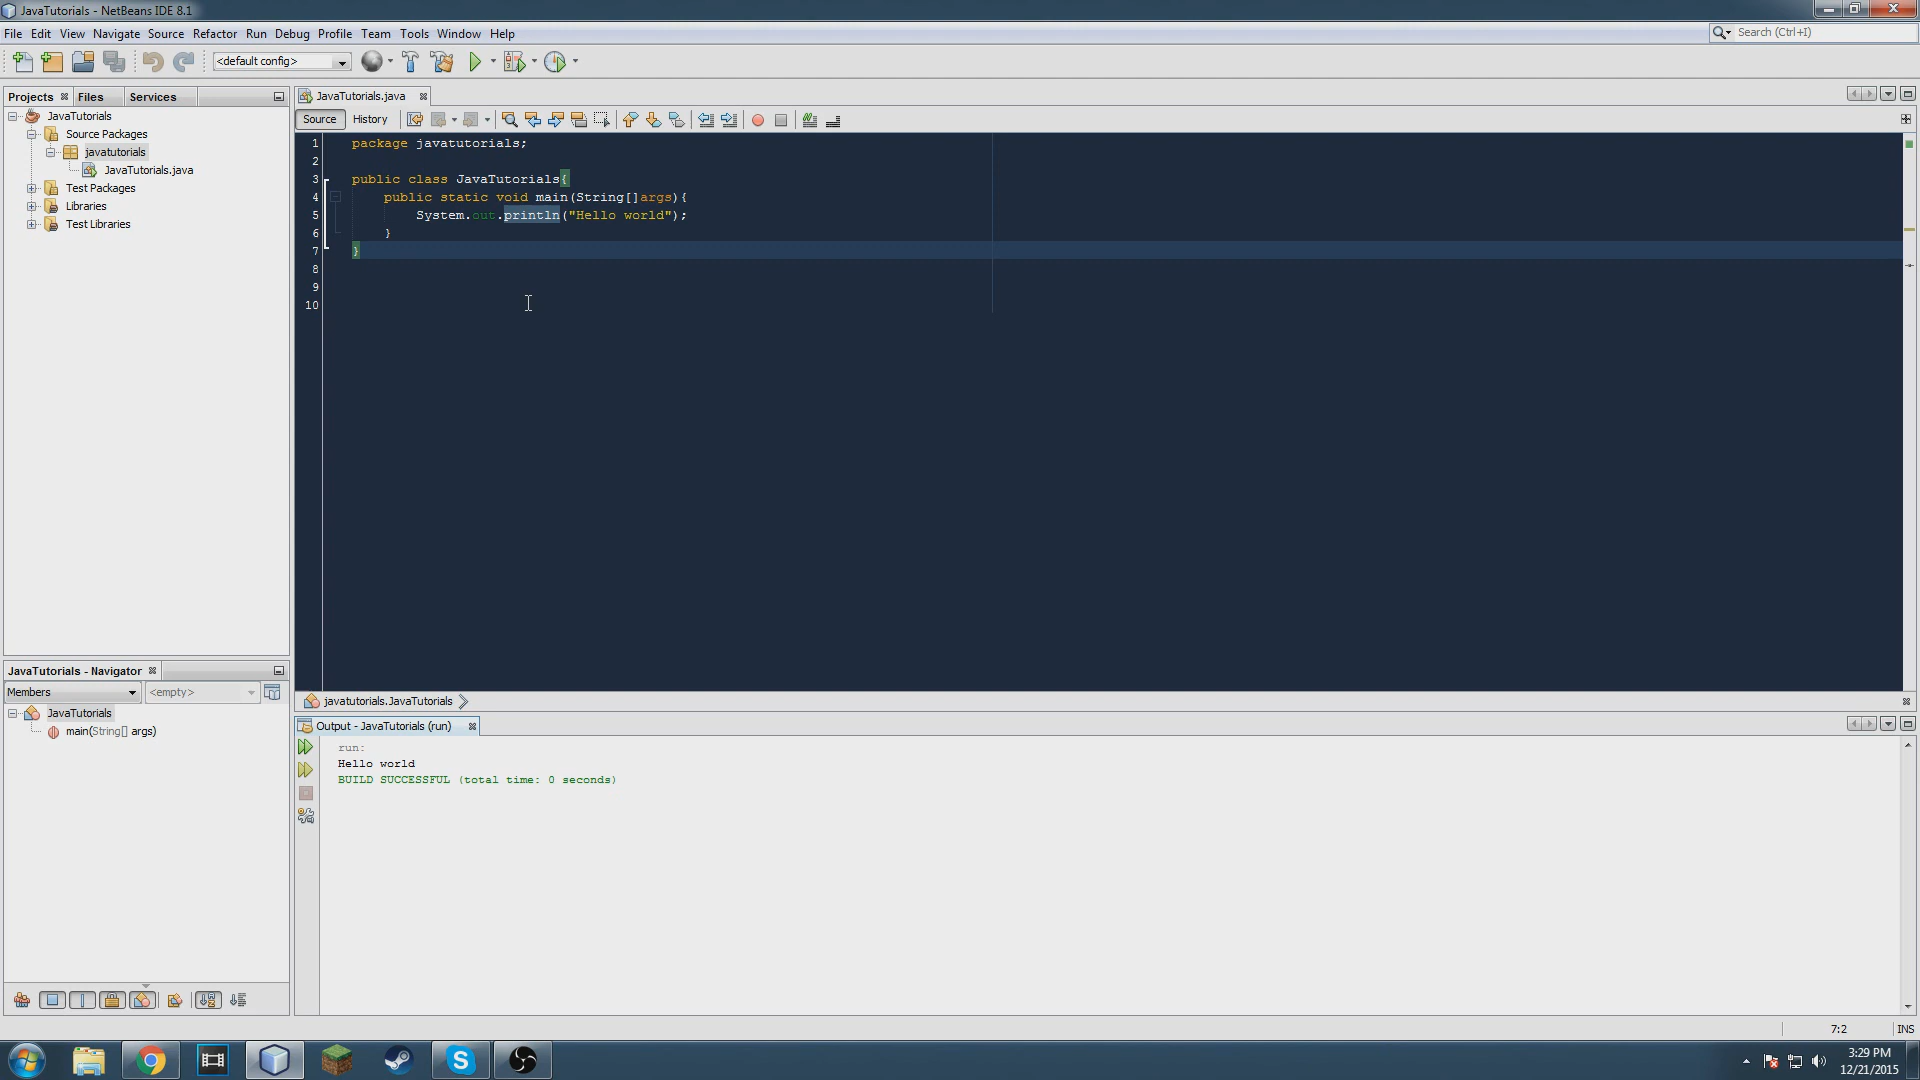 JavaTutorials - NetBeans IDE 8.1
File Edit View Navigate Source Refactor Run Debug Profile Team Tools Window Help
Search (Ctrl+I)
<default config>
Projects Files Services
JavaTutorials
Source Packages
javatutorials
JavaTutorials.java
Test Packages
Libraries
Test Libraries
JavaTutorials.java
Source History
1 package javatutorials;
2
3 public class JavaTutorials{
4 public static void main(String[]args){
5 System.out.println("Hello world");
6 }
7 }
8
9
10
javatutorials.JavaTutorials
JavaTutorials - Navigator
Members <empty>
JavaTutorials
main(String[] args)
Output - JavaTutorials (run)
run:
Hello world
BUILD SUCCESSFUL (total time: 0 seconds)
7:2 INS
3:29 PM
12/21/2015